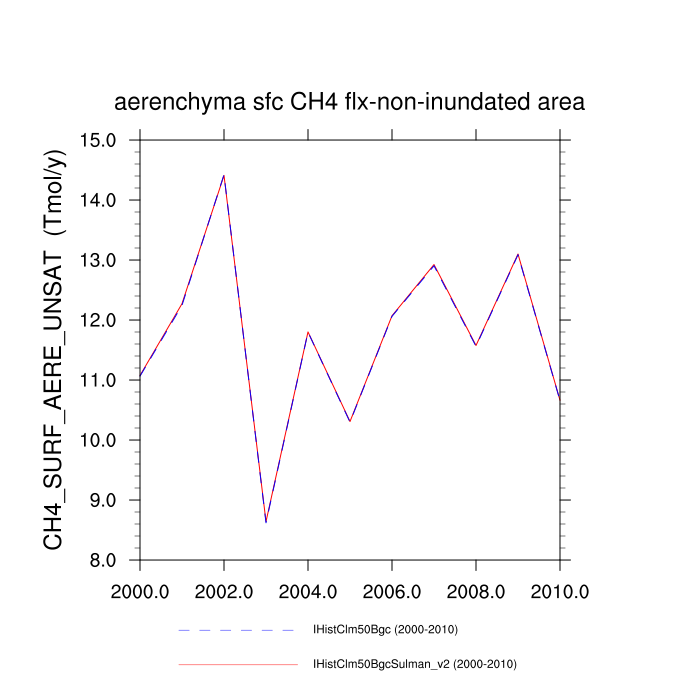 aerenchyma sfc CH4 flx-non-inundated area
CH4_SURF_AERE_UNSAT (Tmol/y)
15.0
14.0
13.0
12.0
11.0
10.0
9.0
8.0
2000.0 2002.0 2004.0 2006.0 2008.0 2010.0
IHistClm50Bgc (2000-2010)
IHistClm50BgcSulman_v2 (2000-2010)